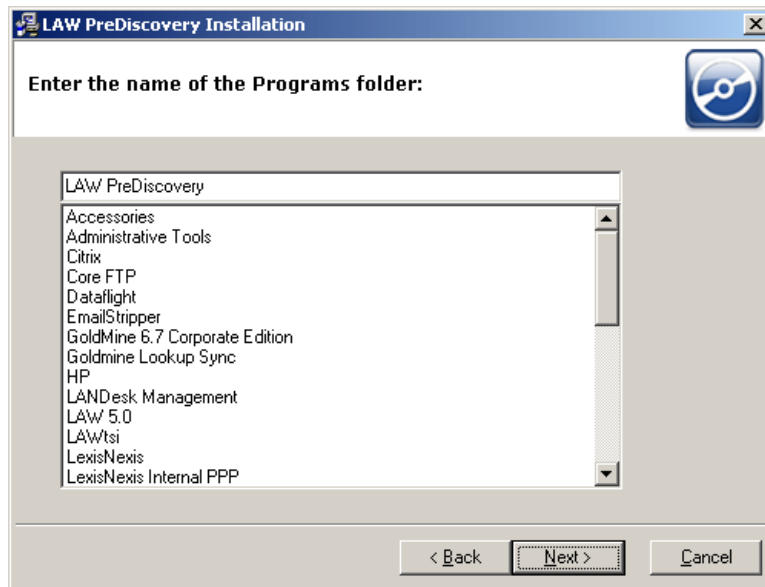 LAW PreDiscovery Installation
Enter the name of the Programs folder:
LAW PreDiscovery
Accessories
Administrative Tools
Citrix
Core FTP
Dataflight
EmailStripper
GoldMine 6.7 Corporate Edition
Goldmine Lookup Sync
HP
LANDesk Management
LAW 5.0
LAWtsi
LexisNexis
LexisNexis Internal PPP
< Back Next > Cancel